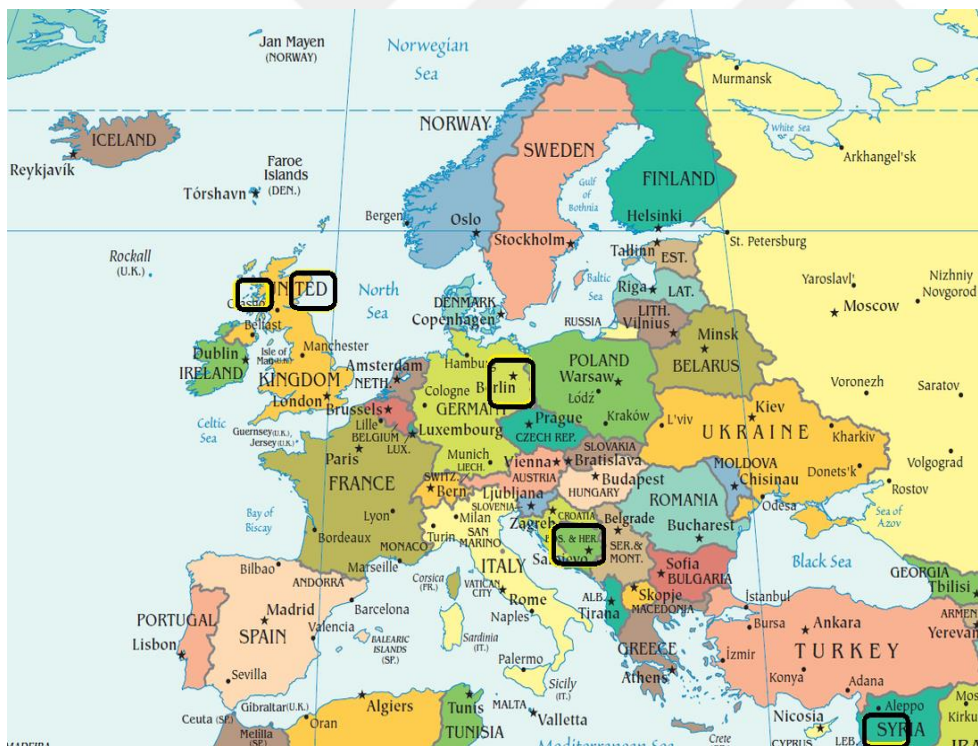 Jan Mayen
(NORWAY)
Norwegian
Sea
Murmansk
White Sea
ICELAND
Reykjavík
NORWAY
SWEDEN
FINLAND
Arkhangel'sk
Faroe
Islands
(DEN.)
Tórshavn
Gulf
of
Bothnia
Bergen
Oslo
Helsinki
Stockholm
Tallinn
EST.
St. Petersburg
Rockall
(U.K.)
North
Sea
Baltic
Sea
Riga
LAT.
Yaroslavl'
Nizhniy
Novgorod
Moscow
UNITED
KINGDOM
Belfast
DENMARK
Copenhagen
LITH.
Vilnius
RUSSIA
Minsk
BELARUS
Dublin
IRELAND
Isle of
Man (U.K.)
Manchester
London
Amsterdam
NETH.
Hamburg
Berlin
POLAND
Warsaw
Łódź
Voronezh
Saratov
Celtic
Sea
Guernsey (U.K.)
Jersey (U.K.)
Brussels
Lille
BELGIUM
LUX.
Luxembourg
Cologne
Prague
CZECH REP.
Kraków
L'viv
Kiev
UKRAINE
Kharkiv
Volgograd
Paris
FRANCE
Munich
LIECH.
Vienna
AUSTRIA
SLOVAKIA
Bratislava
Donets'k
Rostov
SWITZ.
Bern
Ljubljana
SLOVENIA
Budapest
HUNGARY
MOLDOVA
Chisinau
Odesa
Sea of
Azov
Bay of
Biscay
Lyon
Bordeaux
Turin
Milan
SAN
MARINO
Zagreb
CROATIA
BOS. & HER.
Sarajevo
Belgrade
SER. &
MONT.
ROMANIA
Bucharest
MONACO
Marseille
ITALY
Bilbao
ANDORRA
Corsica
(FR.)
VATICAN
CITY
Rome
Naples
ALB.
Tirana
Skopje
MACEDONIA
Sofia
BULGARIA
Black Sea
GEORGIA
Tbilisi
PORTUGAL
Lisbon
Madrid
SPAIN
Barcelona
Valencia
BALEARIC
ISLANDS
(SP.)
Sardinia
(IT.)
GREECE
Athens
İstanbul
Bursa
Ankara
TURKEY
Yerevan
Sevilla
Palermo
Sicily
(IT.)
İzmir
Konya
Adana
Gibraltar (U.K.)
Ceuta (SP.)
Melilla
(SP.)
Oran
Algiers
Tunis
TUNISIA
MALTA
Valletta
Nicosia
CYPRUS
Aleppo
SYRIA
LEB.
Crete